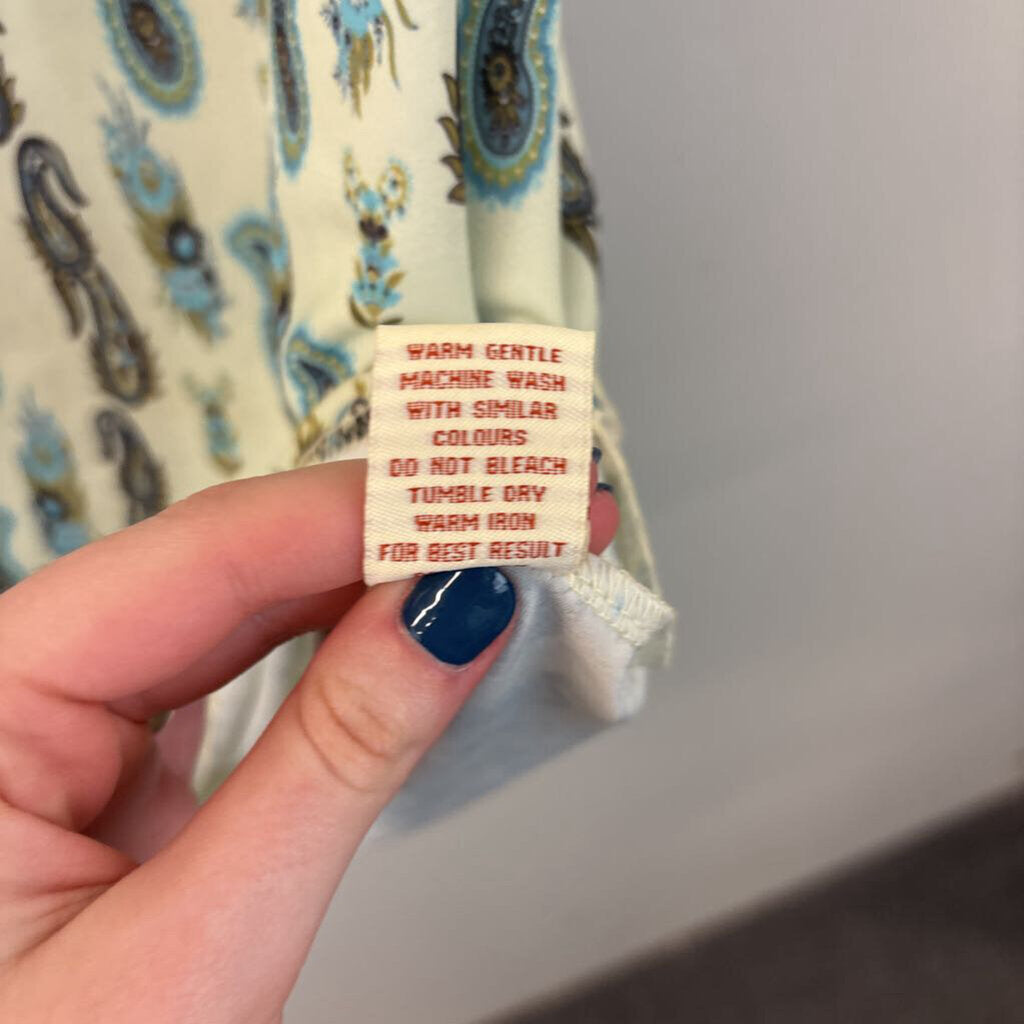 WARM GENTLE
MACHINE WASH
WITH SIMILAR
COLOURS
DO NOT BLEACH
TUMBLE DRY
WARM IRON
FOR BEST RESULT